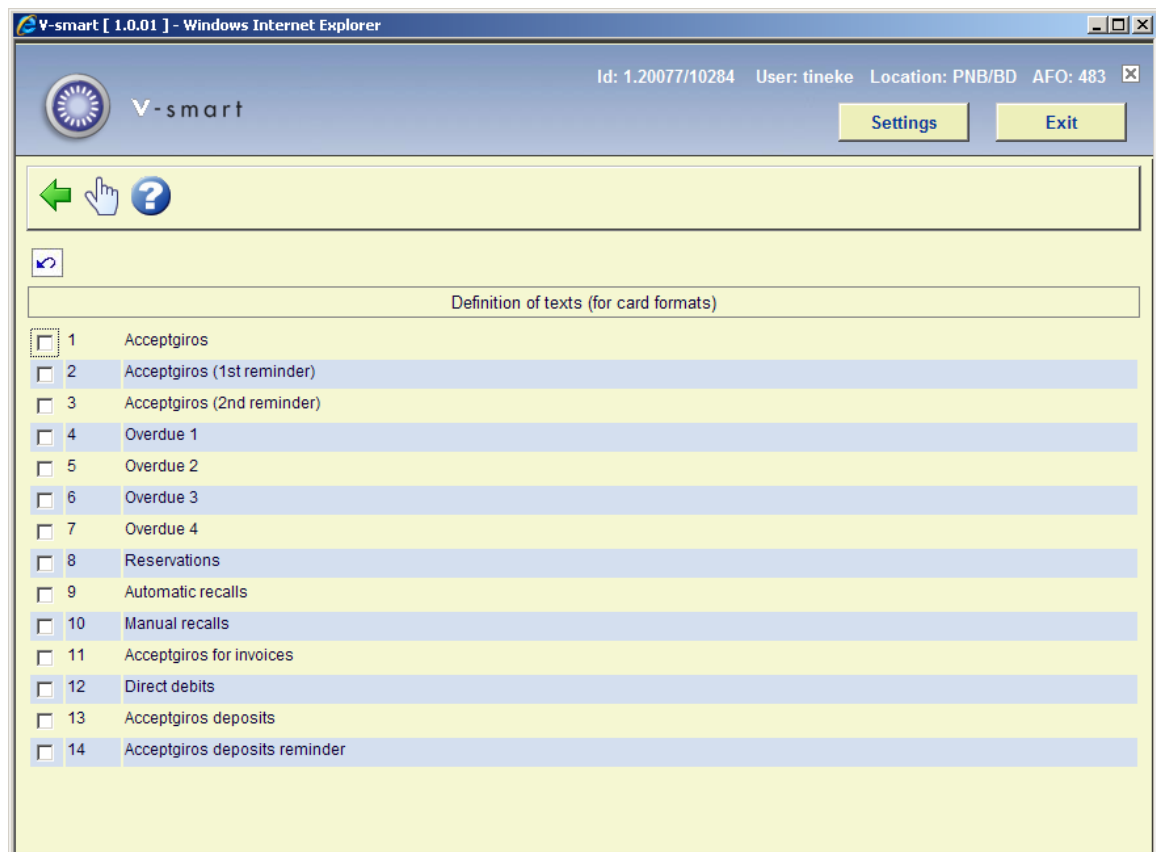 V-smart [ 1.0.01 ] - Windows Internet Explorer
Id: 1.20077/10284 User: tineke Location: PNB/BD AFO: 483
V-smart
Settings Exit
Definition of texts (for card formats)
1 Acceptgiros
2 Acceptgiros (1st reminder)
3 Acceptgiros (2nd reminder)
4 Overdue 1
5 Overdue 2
6 Overdue 3
7 Overdue 4
8 Reservations
9 Automatic recalls
10 Manual recalls
11 Acceptgiros for invoices
12 Direct debits
13 Acceptgiros deposits
14 Acceptgiros deposits reminder